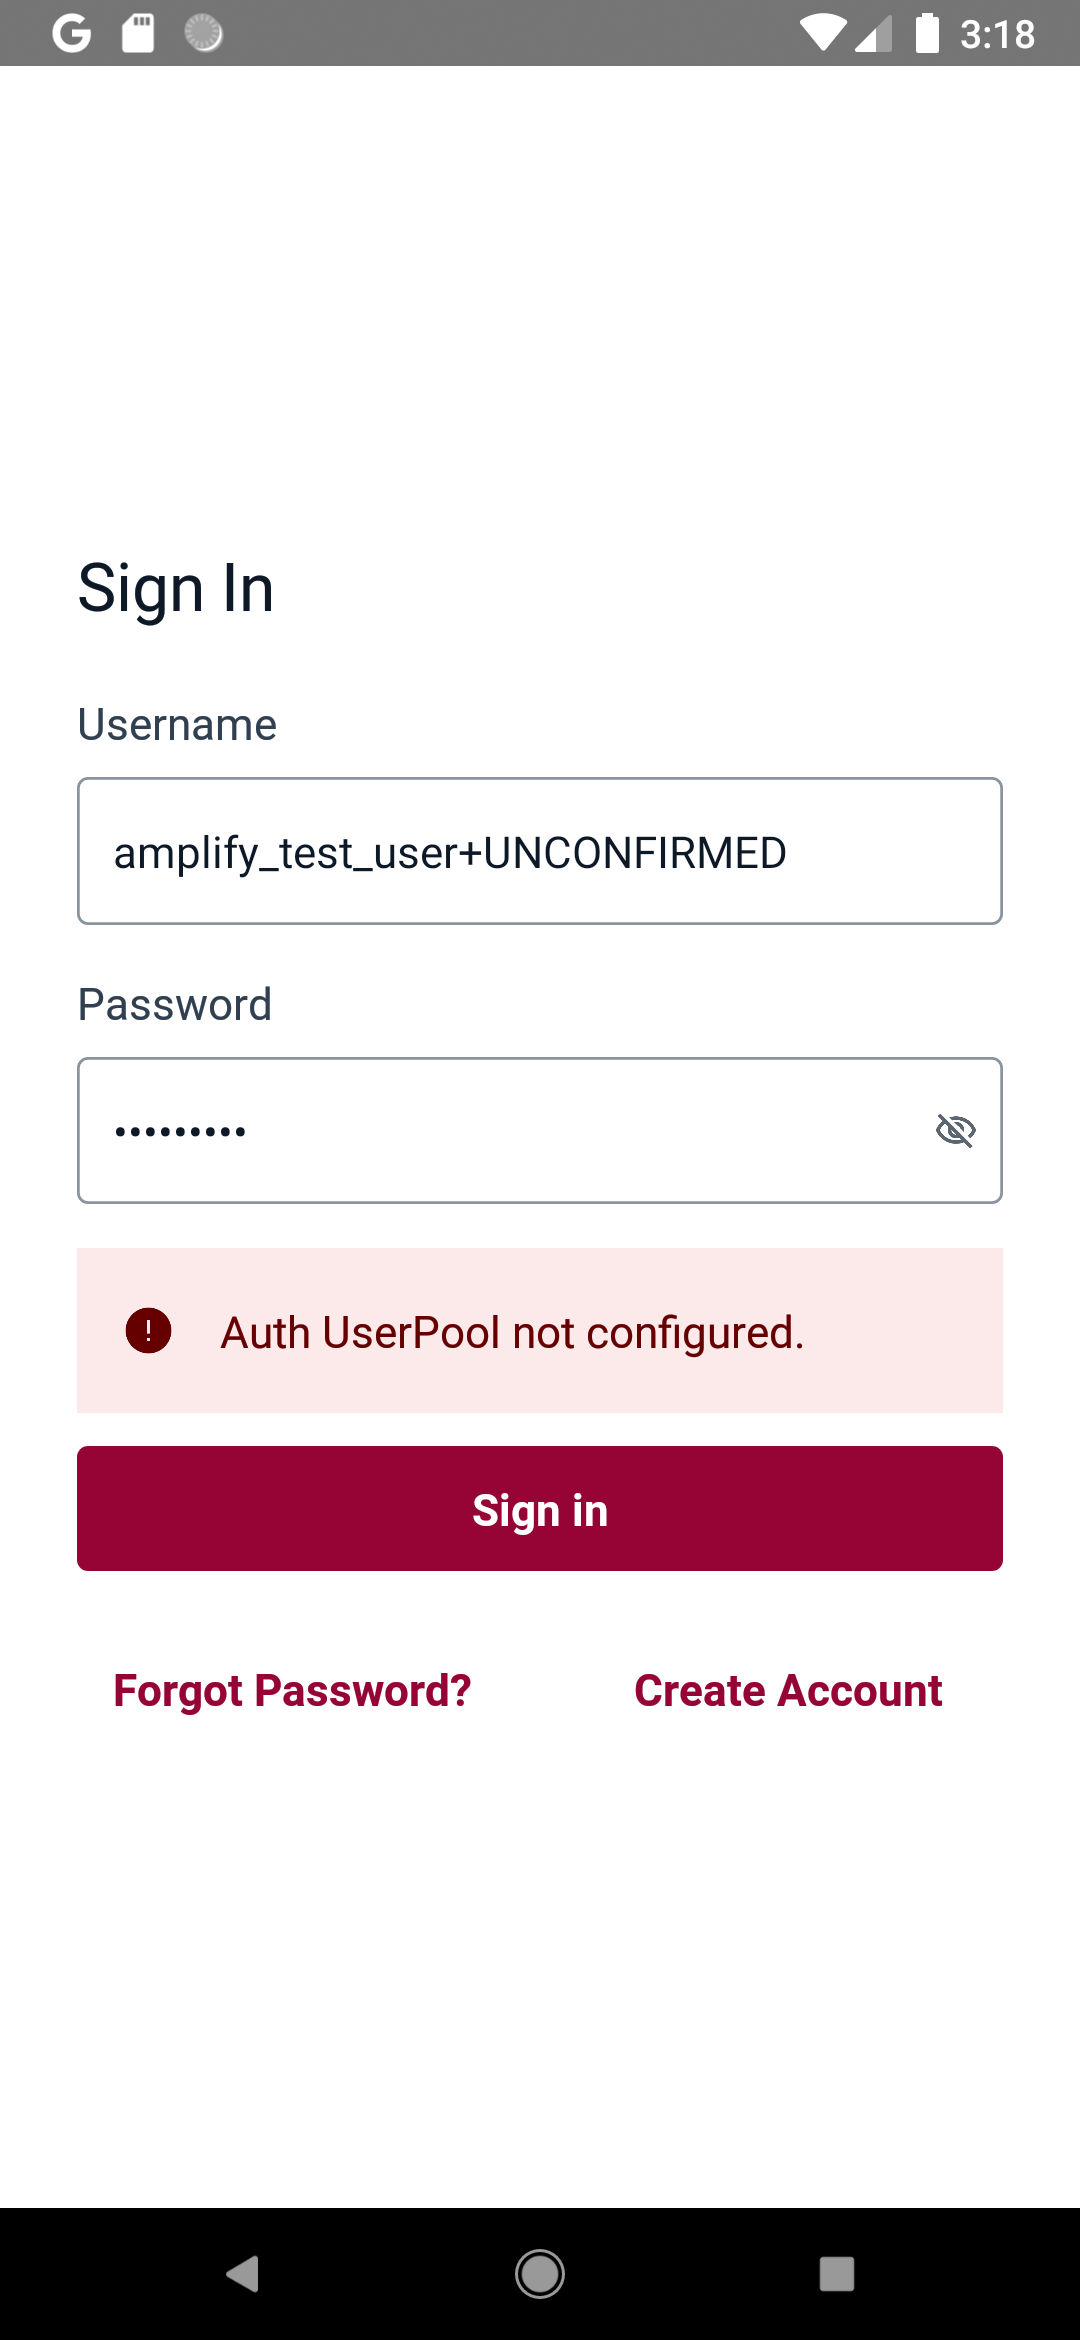 3:18
Sign In
Username
amplify_test_user+UNCONFIRMED
Password
•••••••••
Auth UserPool not configured.
Sign in
Forgot Password? Create Account